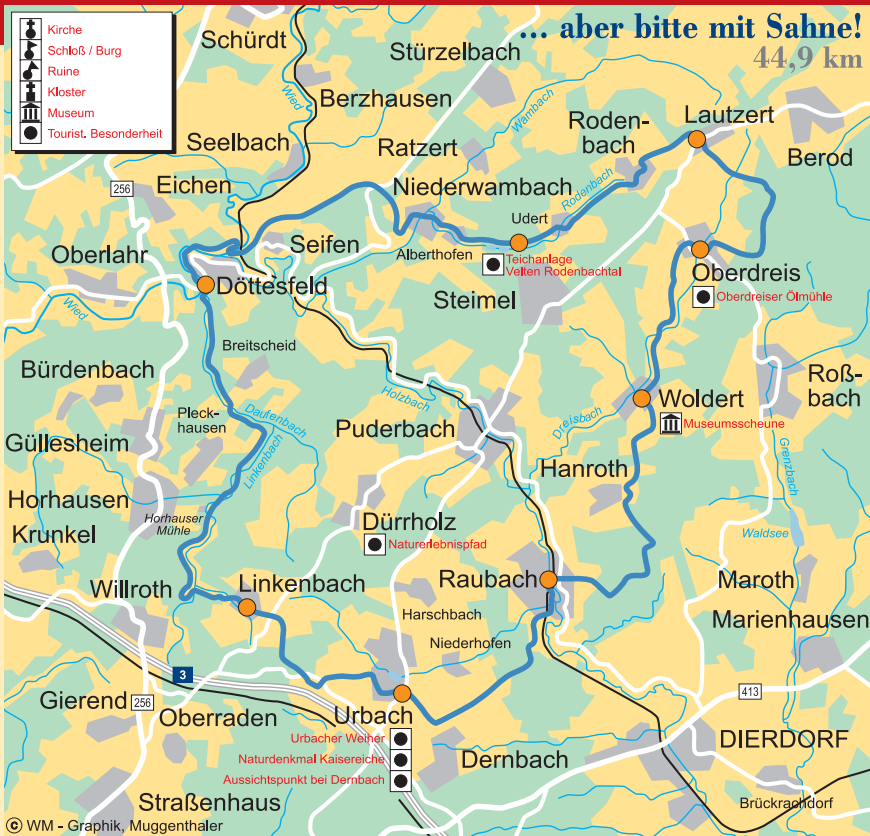 Kirche
Schloß / Burg
Ruine
Kloster
Museum
Tourist. Besonderheit
... aber bitte mit Sahne!
44,9 km
Schürdt
Stürzelbach
Wied
Berzhausen
Wambach
Roden-
bach
Lautzert
Seelbach
Ratzert
Berod
256
Eichen
Niederwambach
Rodenbach
Udert
Oberlahr
Seifen
Alberthofen
Teichanlage
Velten Rodenbachtal
Oberdreis
Oberdreiser Ölmühle
Döttesfeld
Steimel
Wied
Breitscheid
Bürdenbach
Holzbach
Roß-
bach
Woldert
Museumsscheune
Pleck-
hausen
Daufenbach
Dreisbach
Puderbach
Güllesheim
Linkenbach
Grenzbach
Hanroth
Horhausen
Horhauser
Mühle
Krunkel
Dürrholz
Naturerlebnispfad
Waldsee
Willroth
Linkenbach
Raubach
Maroth
Harschbach
Marienhausen
Niederhofen
3
Gierend
256
413
Oberraden
Urbach
Urbacher Weiher
Naturdenkmal Kaisereiche
Aussichtspunkt bei Dernbach
Dernbach
DIERDORF
Straßenhaus
Brückrachdorf
© WM - Graphik, Muggenthaler